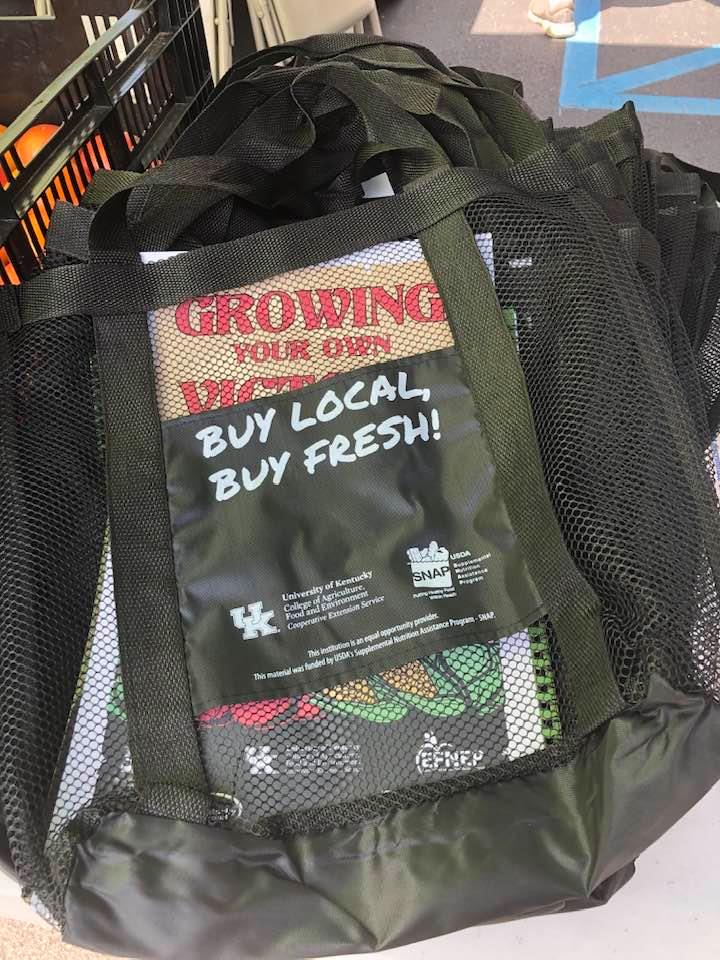 GROWING
YOUR OWN
BUY LOCAL,
BUY FRESH!
UK
University of Kentucky
College of Agriculture,
Food and Environment
Cooperative Extension Service
SNAP
Putting Healthy Food
Within Reach
USDA
Supplemental
Nutrition
Assistance
Program
This institution is an equal opportunity provider.
This material was funded by USDA's Supplemental Nutrition Assistance Program - SNAP.
UK
EFNEP